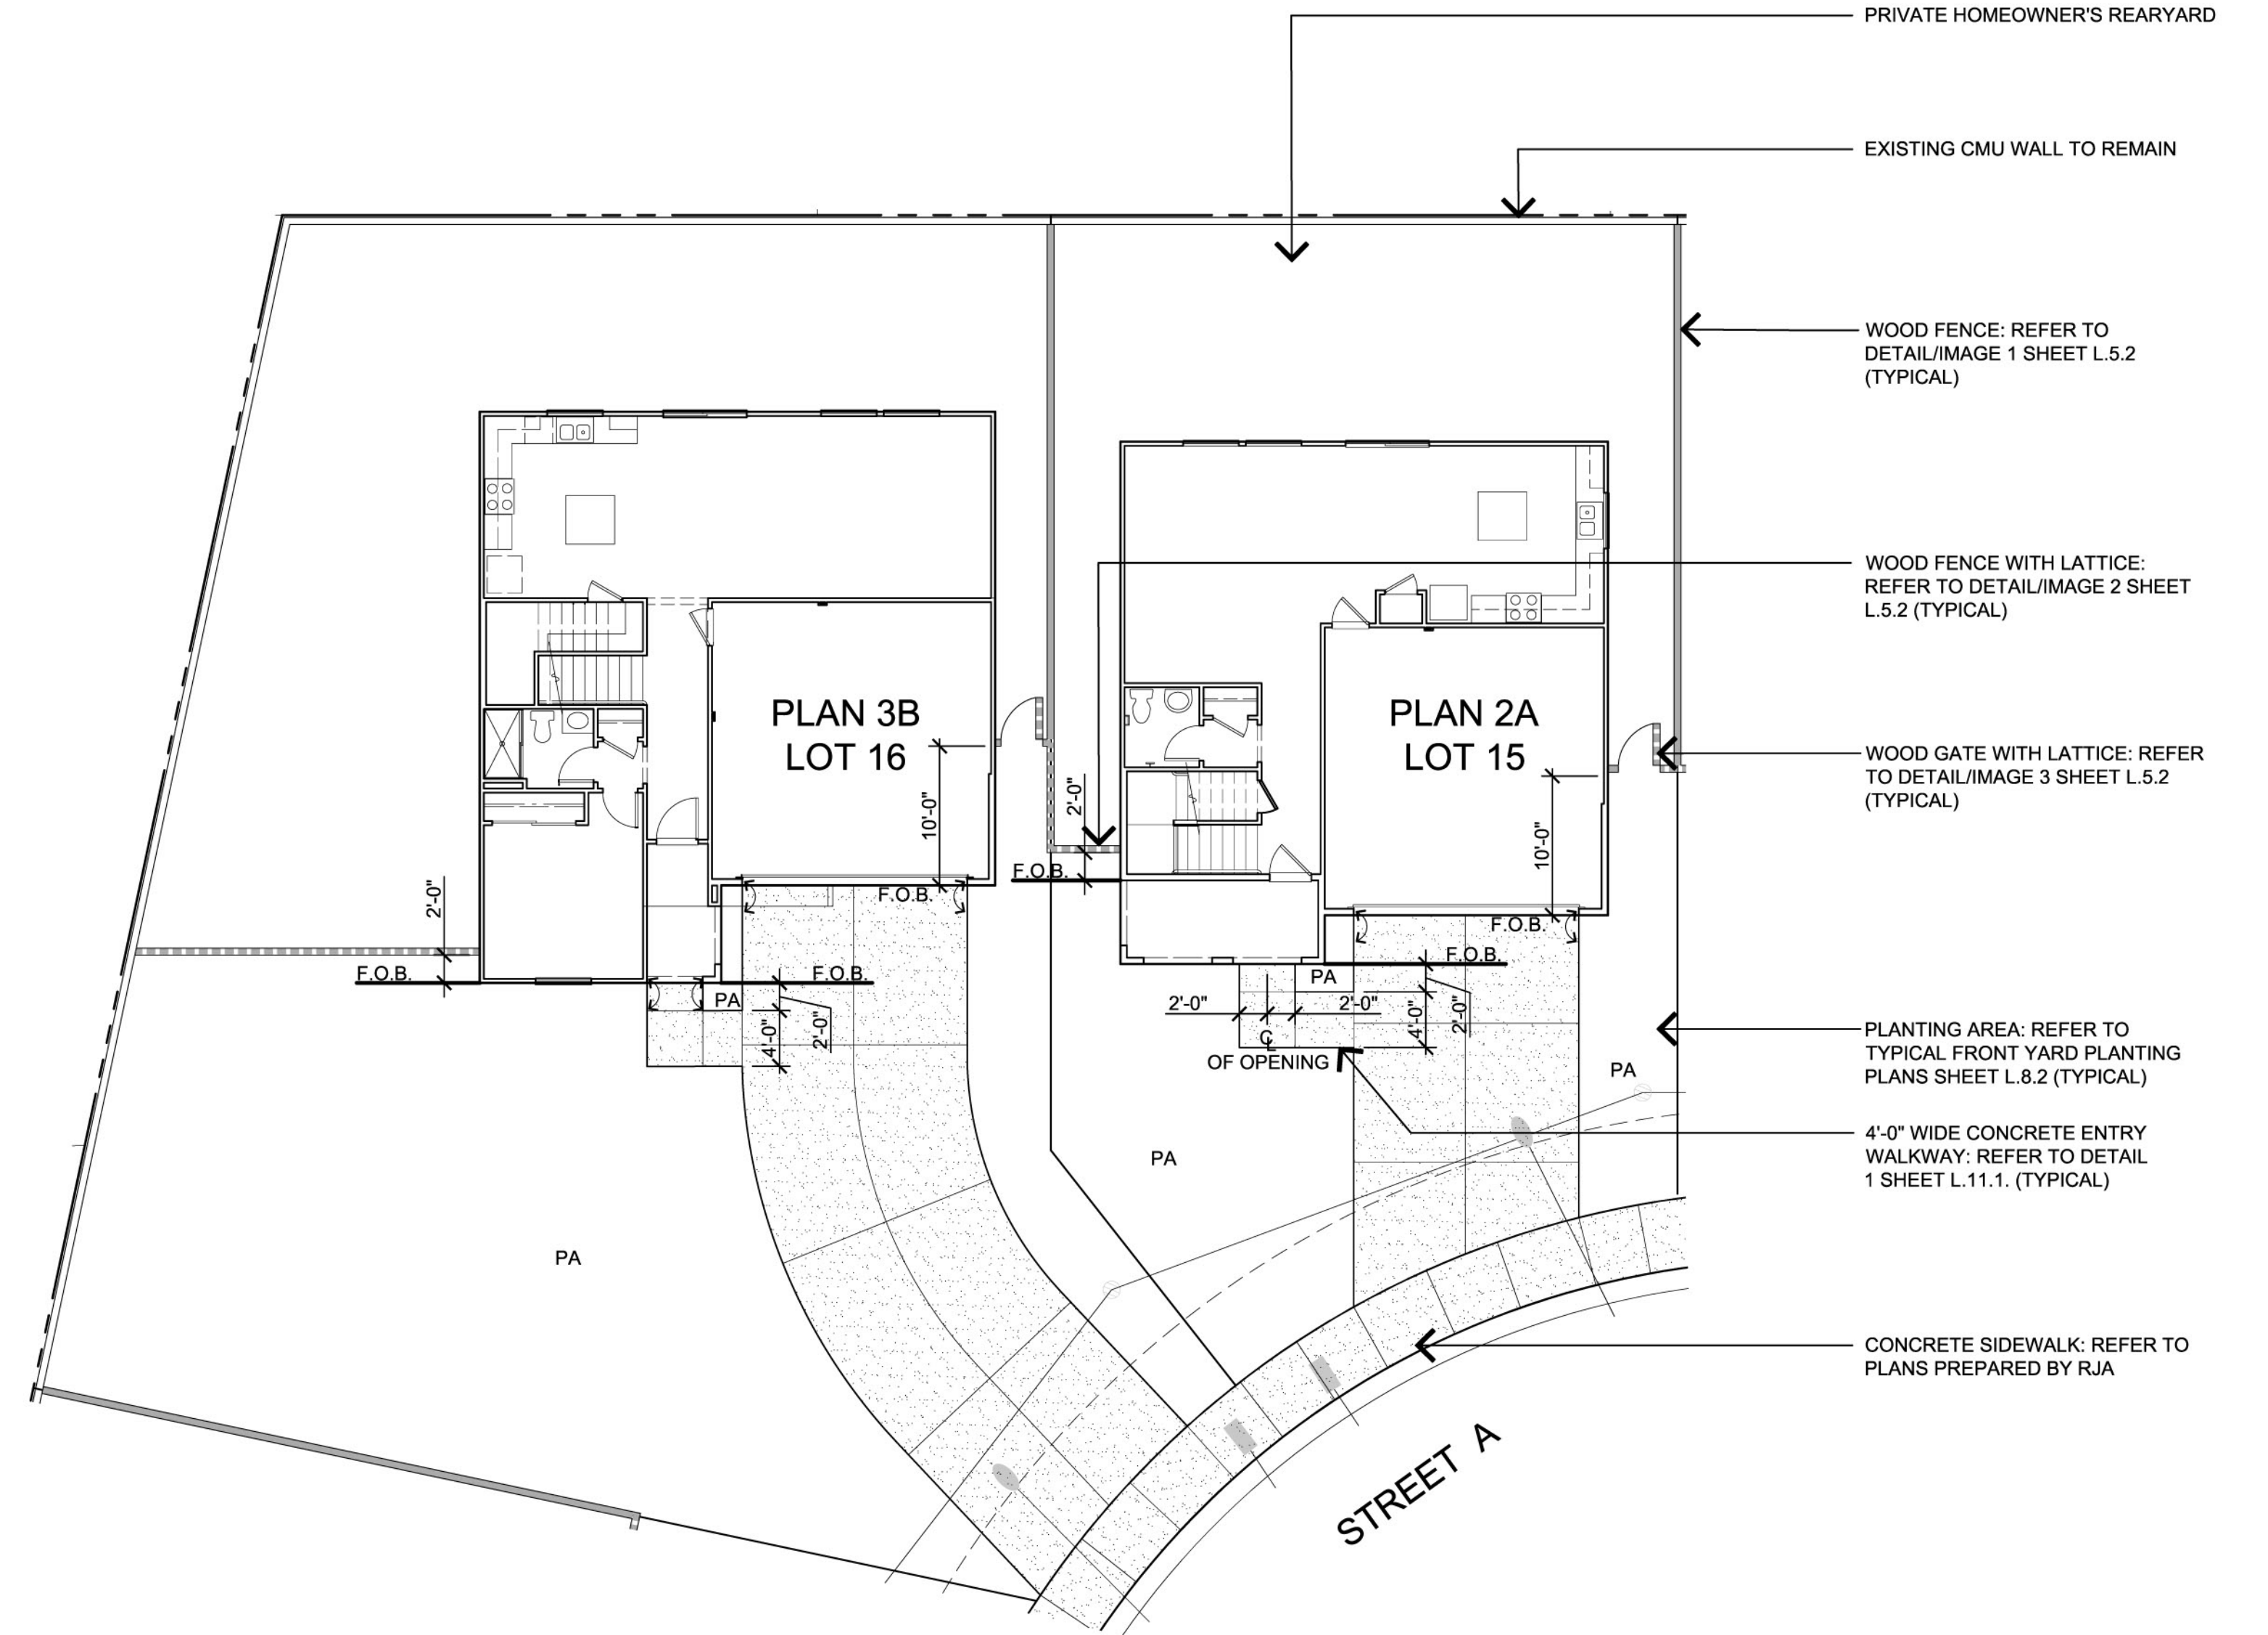 PRIVATE HOMEOWNER'S REARYARD
EXISTING CMU WALL TO REMAIN
WOOD FENCE: REFER TO
DETAIL/IMAGE 1 SHEET L.5.2
(TYPICAL)
WOOD FENCE WITH LATTICE:
REFER TO DETAIL/IMAGE 2 SHEET
L.5.2 (TYPICAL)
WOOD GATE WITH LATTICE: REFER
TO DETAIL/IMAGE 3 SHEET L.5.2
(TYPICAL)
PLANTING AREA: REFER TO
TYPICAL FRONT YARD PLANTING
PLANS SHEET L.8.2 (TYPICAL)
4'-0" WIDE CONCRETE ENTRY
WALKWAY: REFER TO DETAIL
1 SHEET L.11.1. (TYPICAL)
CONCRETE SIDEWALK: REFER TO
PLANS PREPARED BY RJA
PLAN 3B
LOT 16
10'-0"
F.O.B.
2'-0"
F.O.B.
F.O.B.
PA
4'-0"
2'-0"
PA
PLAN 2A
LOT 15
2'-0"
F.O.B.
10'-0"
F.O.B.
F.O.B.
PA
2'-0"
2'-0"
4'-0"
2'-0"
CL
OF OPENING
PA
PA
STREET A